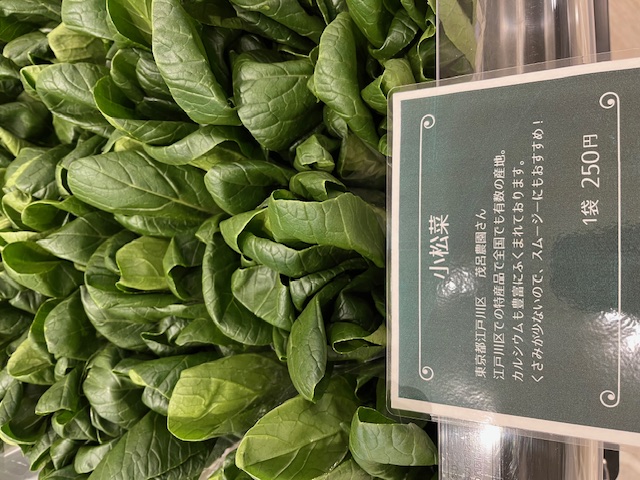 小松菜
東京都江戸川区 茂呂農園さん
江戸川区での特産品で全国でも有数の産地。
カルシウムも豊富にふくまれております。
くさみが少ないので、スムージーにもおすすめ！
1袋 250円